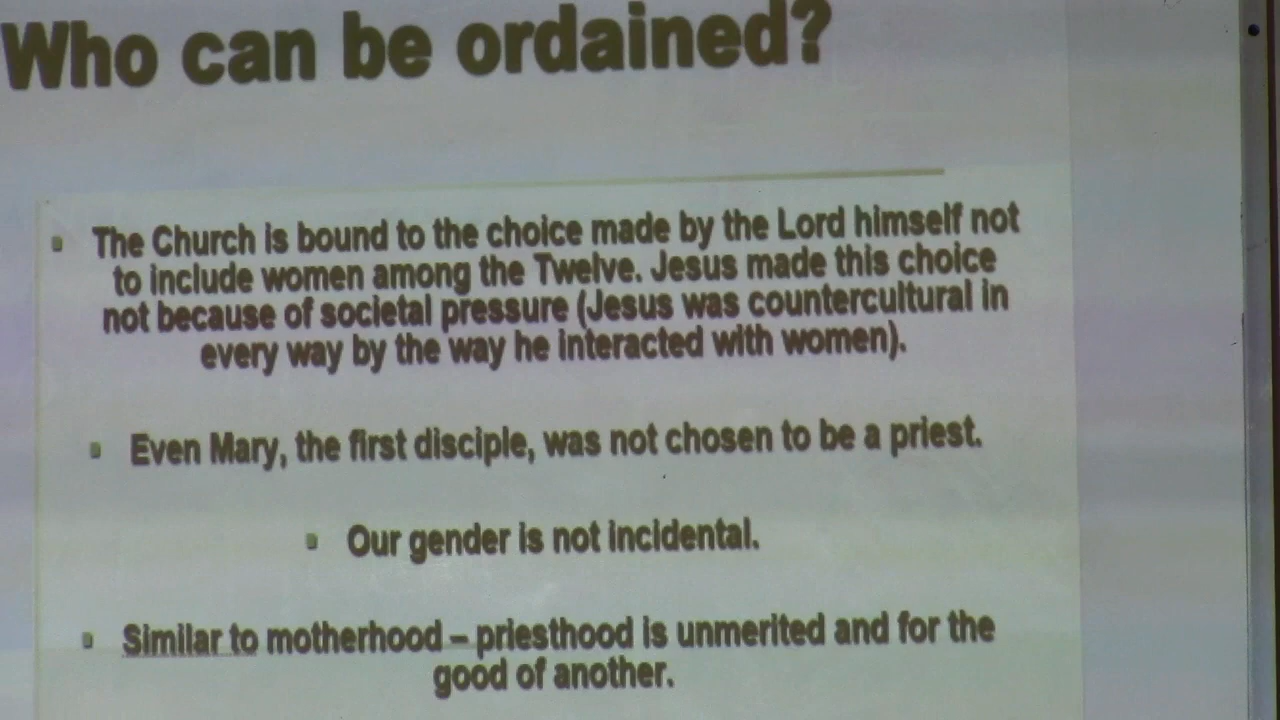 Who can be ordained?
▪ The Church is bound to the choice made by the Lord himself not
to include women among the Twelve. Jesus made this choice
not because of societal pressure (Jesus was countercultural in
every way by the way he interacted with women).
▪ Even Mary, the first disciple, was not chosen to be a priest.
▪ Our gender is not incidental.
▪ Similar to motherhood – priesthood is unmerited and for the
good of another.